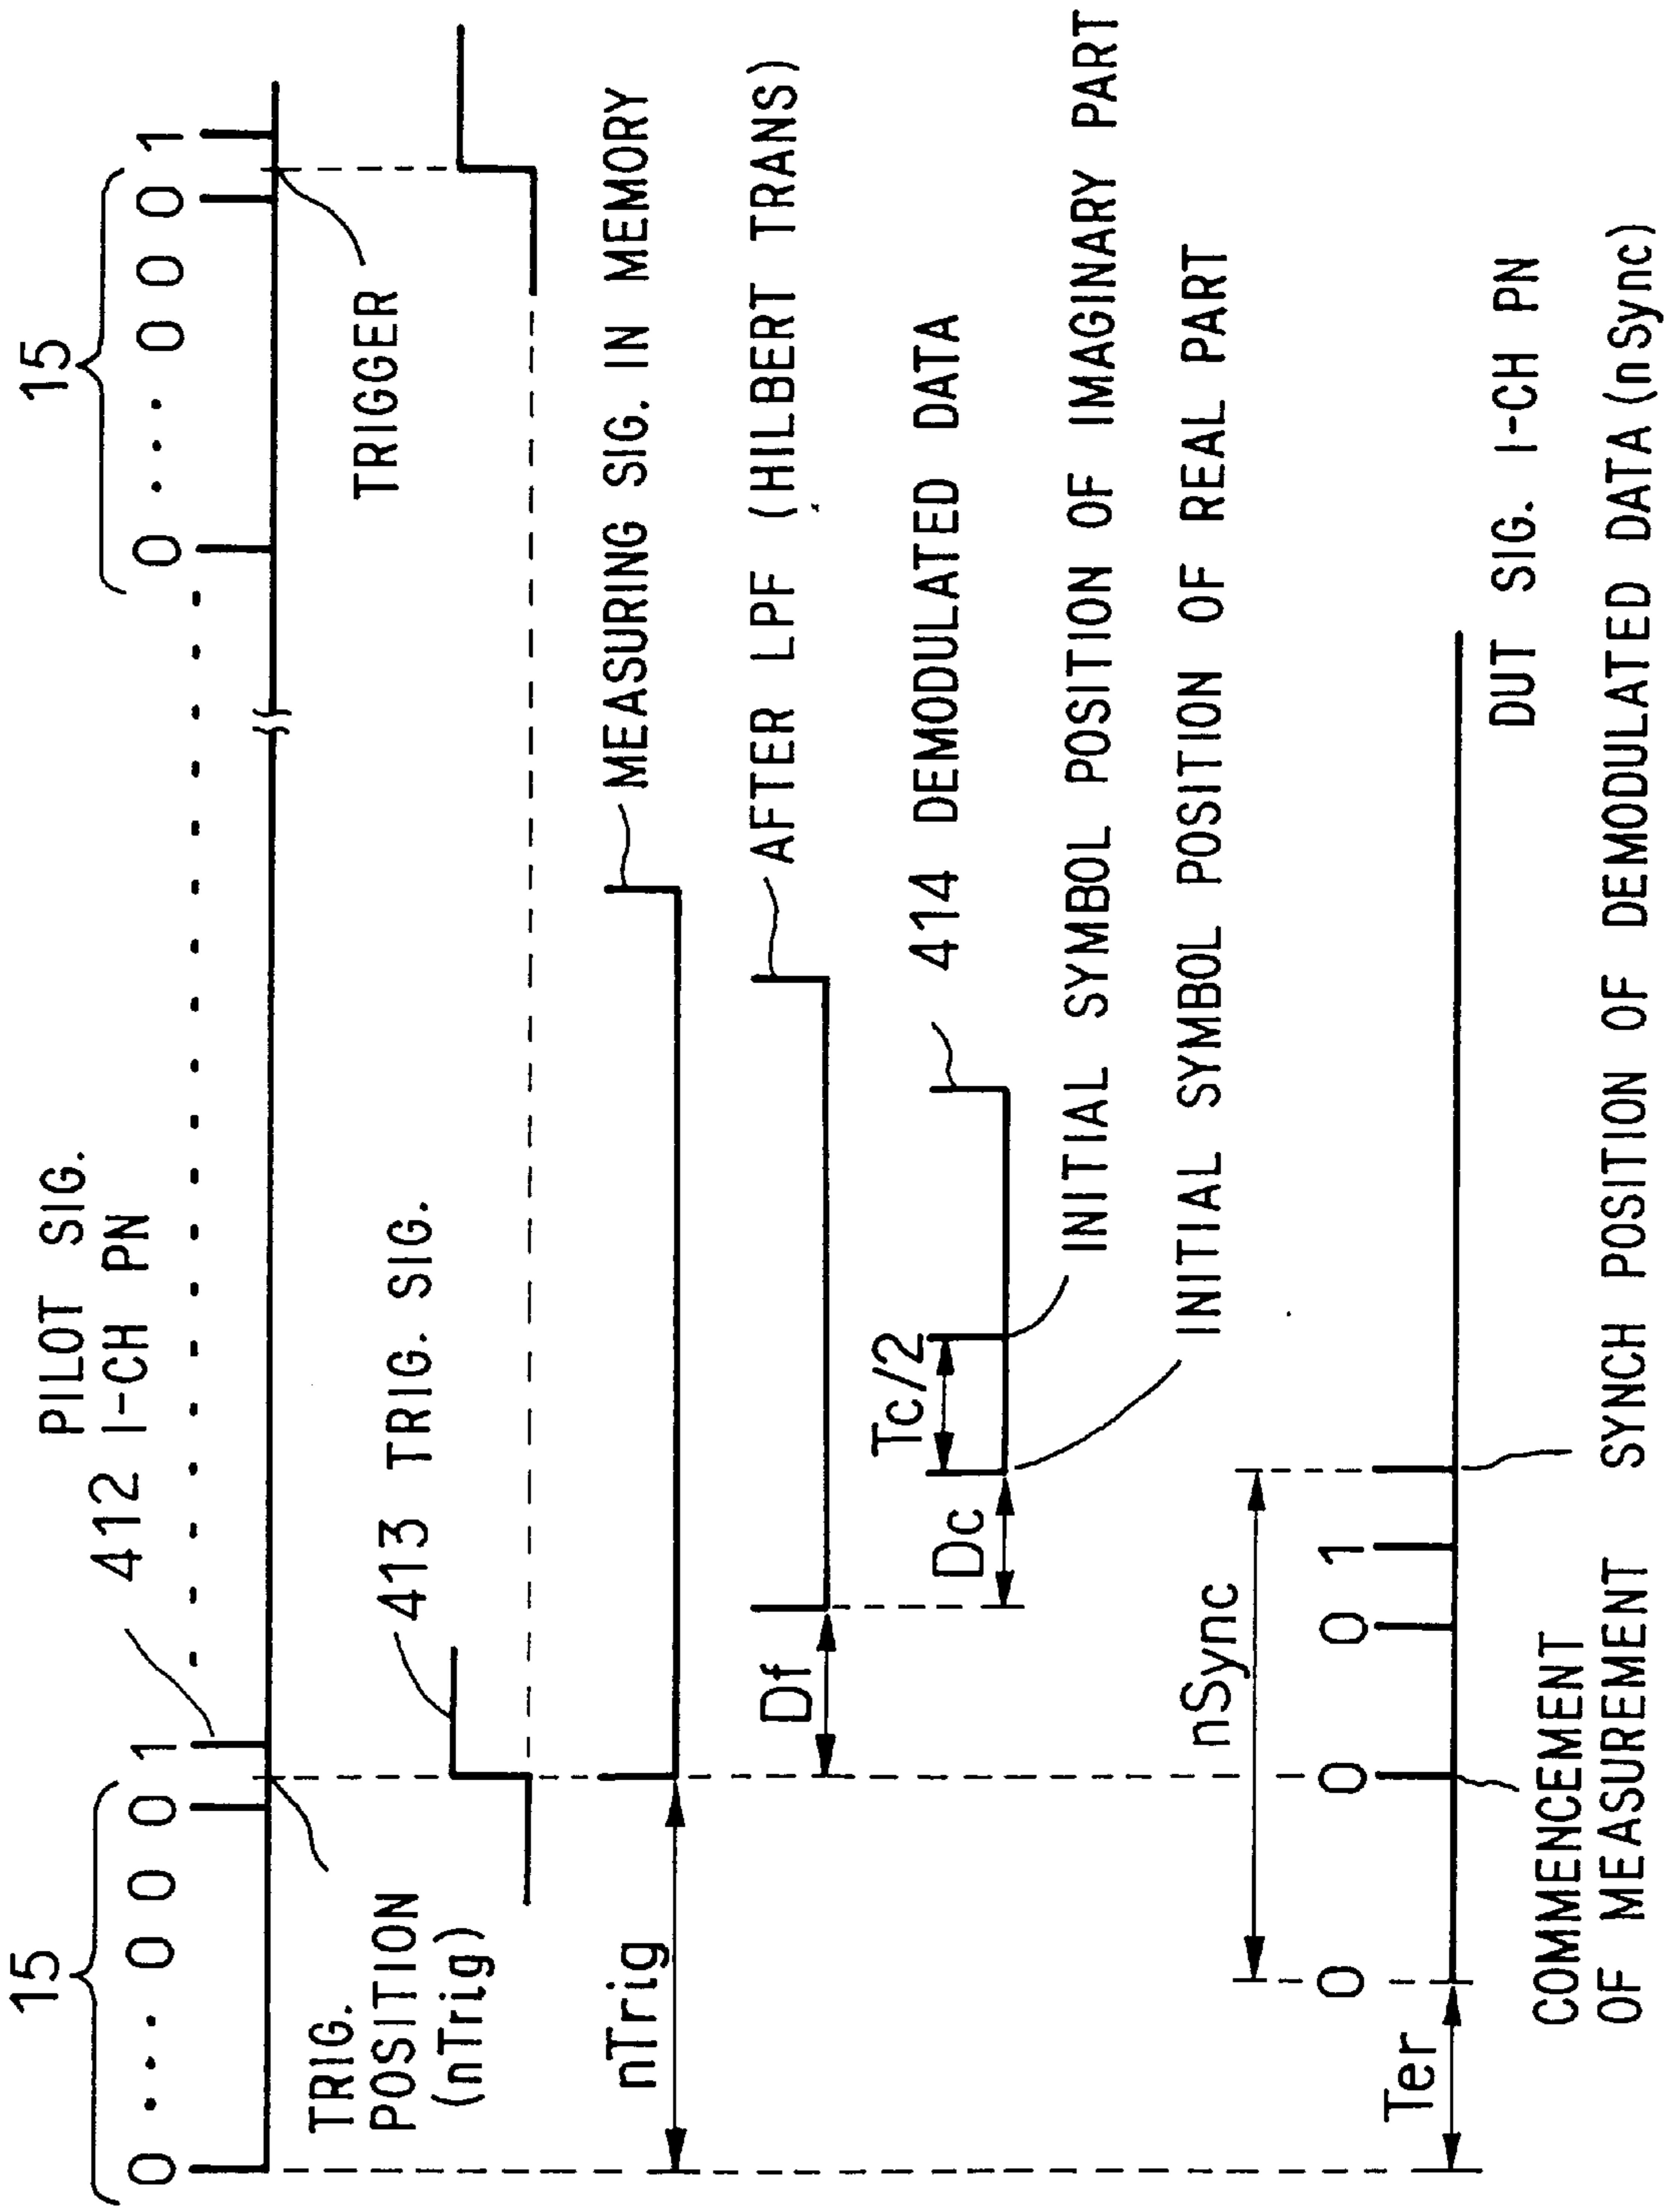 15
0 · · · 0 0 0 1
PILOT SIG.
412 I-CH PN
15
0 · · · 0 0 0 1
TRIG.
POSITION
(nTrig)
413 TRIG. SIG.
TRIGGER
nTrig
MEASURING SIG. IN MEMORY
Df
AFTER LPF (HILBERT TRANS)
Dc
Tc/2
414 DEMODULATED DATA
INITIAL SYMBOL POSITION OF IMAGINARY PART
INITIAL SYMBOL POSITION OF REAL PART
nSync
0 0 0 1
Ter
DUT SIG. I-CH PN
COMMENCEMENT
OF MEASUREMENT
SYNCH POSITION OF DEMODULATED DATA (nSync)